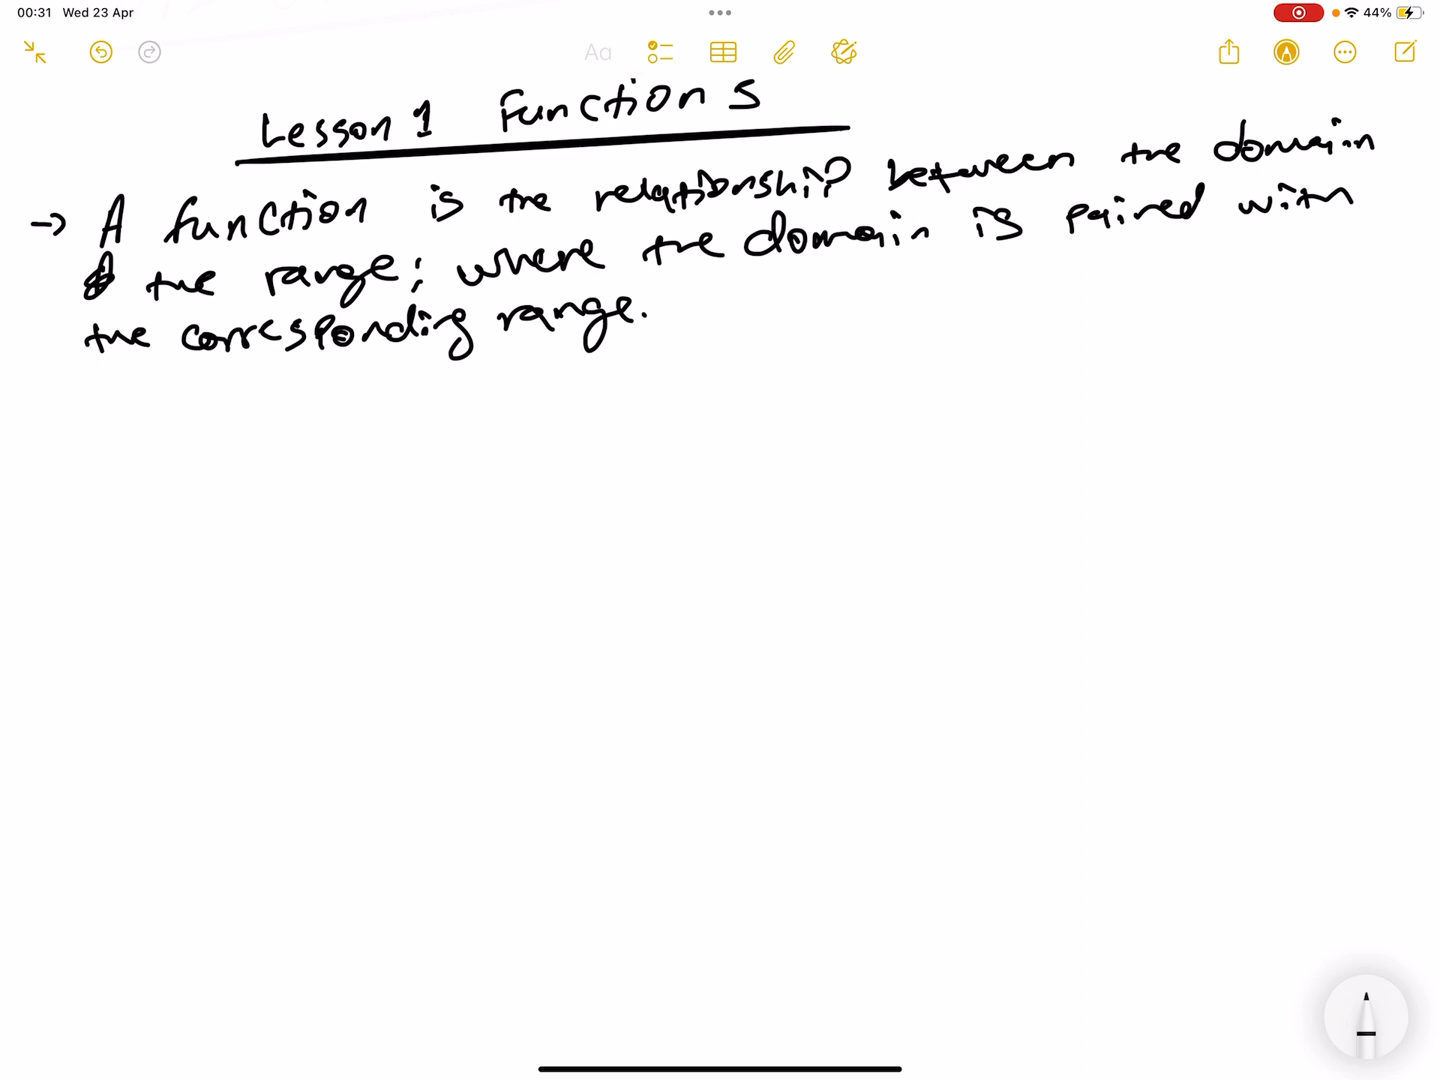 00:31 Wed 23 Apr
44%
Aa
Lesson 1 Functions
→ A function is the relationship between the domain
& the range; where the domain is paired with
the corresponding range.